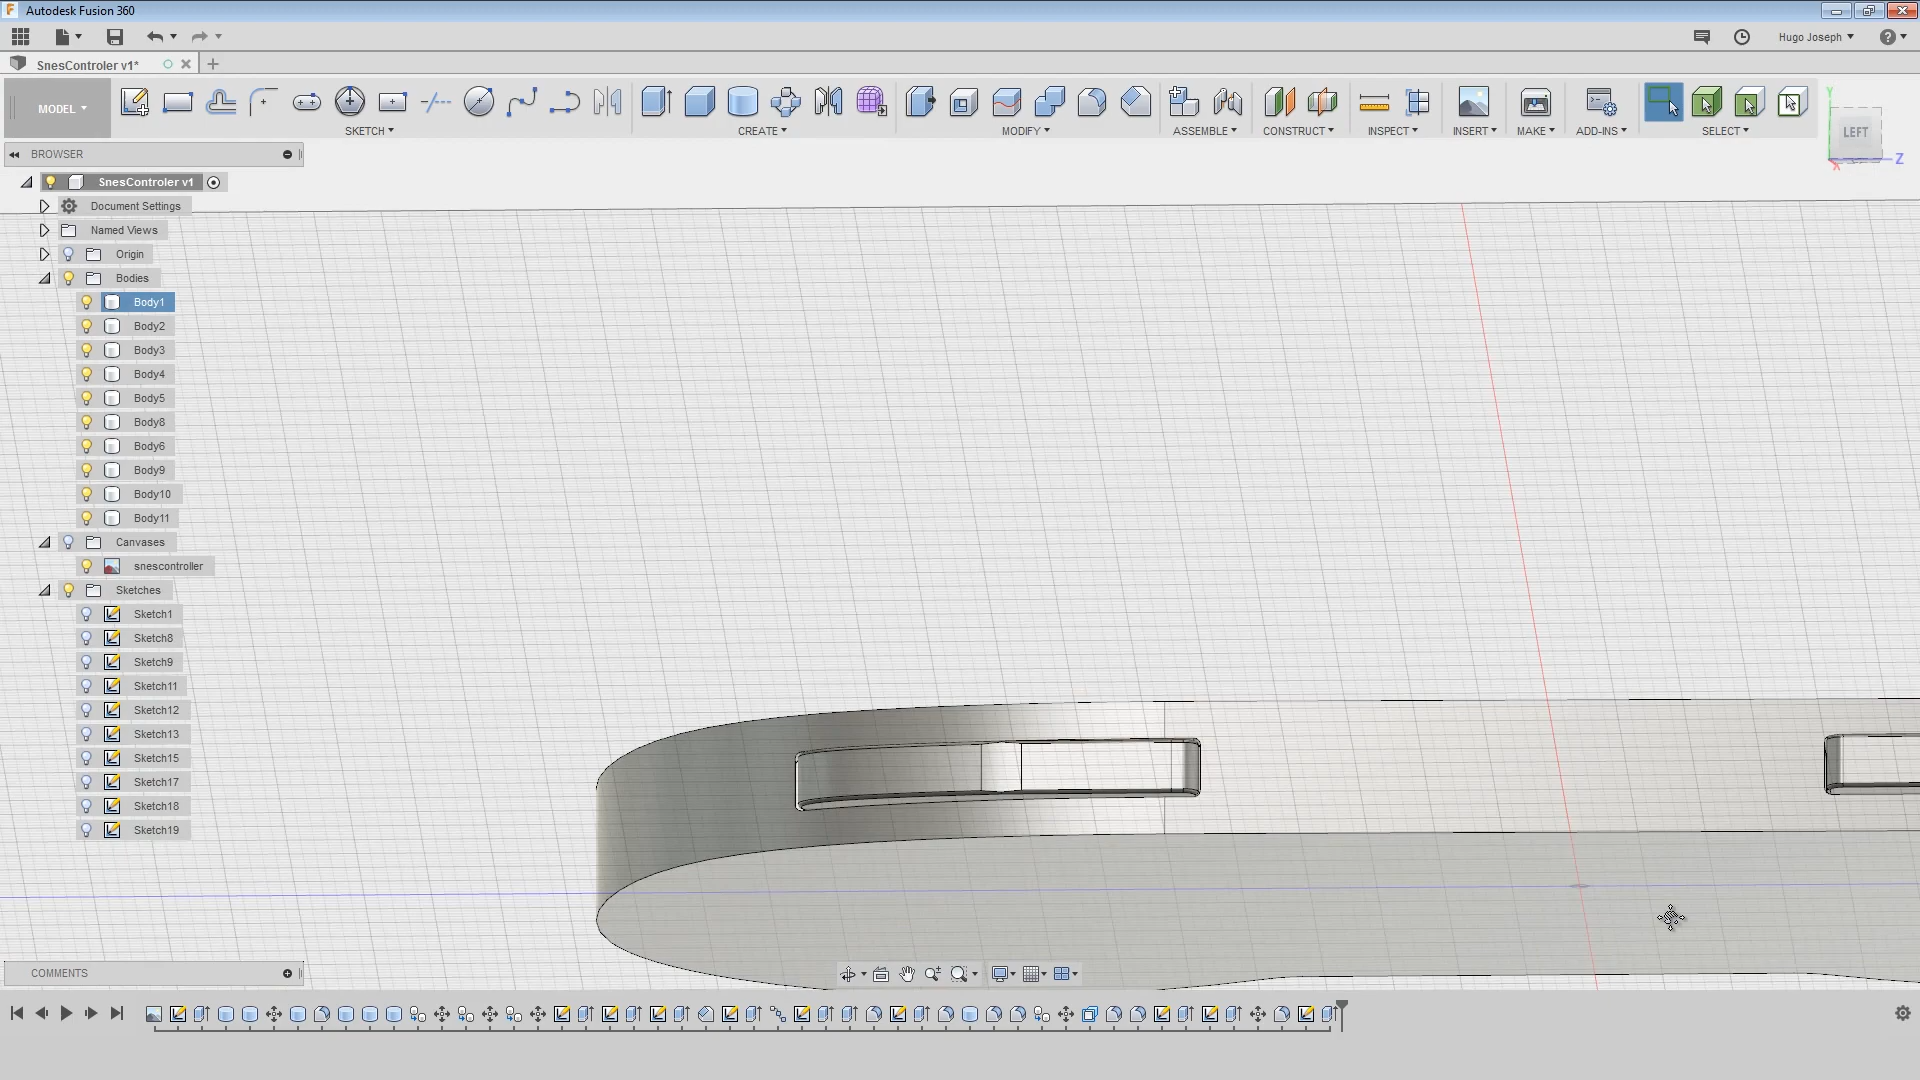 Autodesk Fusion 360
Hugo Joseph
SnesControler v1*
MODEL
SKETCH
CREATE
MODIFY
ASSEMBLE
CONSTRUCT
INSPECT
INSERT
MAKE
ADD-INS
SELECT
Y
LEFT
Z
X
BROWSER
SnesControler v1
Document Settings
Named Views
Origin
Bodies
Body1
Body2
Body3
Body4
Body5
Body8
Body6
Body9
Body10
Body11
Canvases
snescontroller
Sketches
Sketch1
Sketch8
Sketch9
Sketch11
Sketch12
Sketch13
Sketch15
Sketch17
Sketch18
Sketch19
COMMENTS